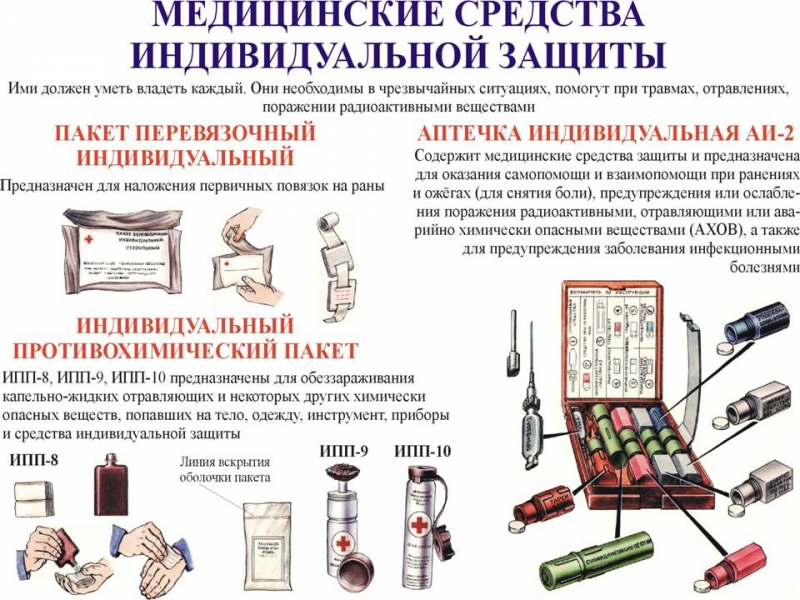 МЕДИЦИНСКИЕ СРЕДСТВА
ИНДИВИДУАЛЬНОЙ ЗАЩИТЫ
Ими должен уметь владеть каждый. Они необходимы в чрезвычайных ситуациях, помогут при травмах, отравлениях,
поражении радиоактивными веществами
ПАКЕТ ПЕРЕВЯЗОЧНЫЙ
ИНДИВИДУАЛЬНЫЙ
Предназначен для наложения первичных повязок на раны
ПАКЕТ ПЕРЕВЯЗОЧНЫЙ
ИНДИВИДУАЛЬНЫЙ
СТЕРИЛЬНЫЙ
ИНДИВИДУАЛЬНЫЙ
ПРОТИВОХИМИЧЕСКИЙ ПАКЕТ
ИПП-8, ИПП-9, ИПП-10 предназначены для обеззараживания
капельно-жидких отравляющих и некоторых других химически
опасных веществ, попавших на тело, одежду, инструмент, приборы
и средства индивидуальной защиты
ИПП-8
Линия вскрытия
оболочки пакета
ИПП-9
ИПП-10
АПТЕЧКА ИНДИВИДУАЛЬНАЯ АИ-2
Содержит медицинские средства защиты и предназначена
для оказания самопомощи и взаимопомощи при ранениях
и ожёгах (для снятия боли), предупреждения или ослабле-
ния поражения радиоактивными, отравляющими или ава-
рийно химически опасными веществами (АХОВ), а также
для предупреждения заболевания инфекционными
болезнями